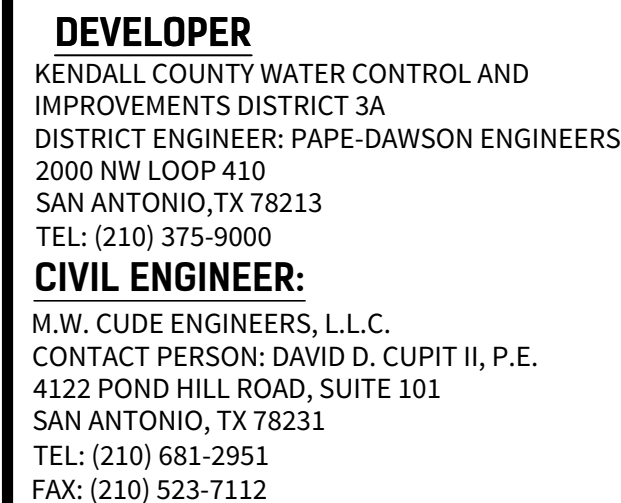 DEVELOPER
KENDALL COUNTY WATER CONTROL AND
IMPROVEMENTS DISTRICT 3A
DISTRICT ENGINEER: PAPE-DAWSON ENGINEERS
2000 NW LOOP 410
SAN ANTONIO,TX 78213
TEL: (210) 375-9000
CIVIL ENGINEER:
M.W. CUDE ENGINEERS, L.L.C.
CONTACT PERSON: DAVID D. CUPIT II, P.E.
4122 POND HILL ROAD, SUITE 101
SAN ANTONIO, TX 78231
TEL: (210) 681-2951
FAX: (210) 523-7112